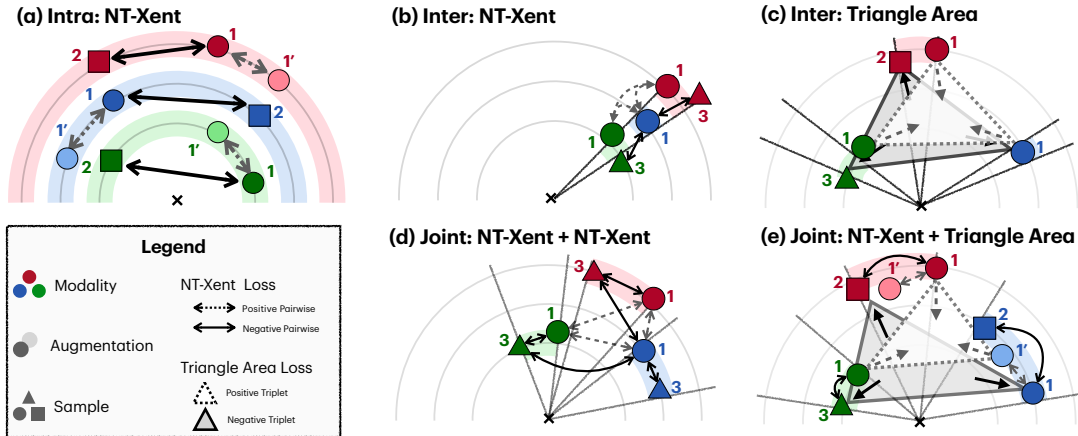 (a) Intra: NT-Xent
2
1
1'
1
2
1'
1'
2
1
(b) Inter: NT-Xent
1
3
1
1
3
(c) Inter: Triangle Area
2
1
1
1
3
Legend
Modality
Augmentation
Sample
NT-Xent Loss
Positive Pairwise
Negative Pairwise
Triangle Area Loss
Positive Triplet
Negative Triplet
(d) Joint: NT-Xent + NT-Xent
3
1
1
3
1
3
(e) Joint: NT-Xent + Triangle Area
1
1'
2
2
1'
1
1
3